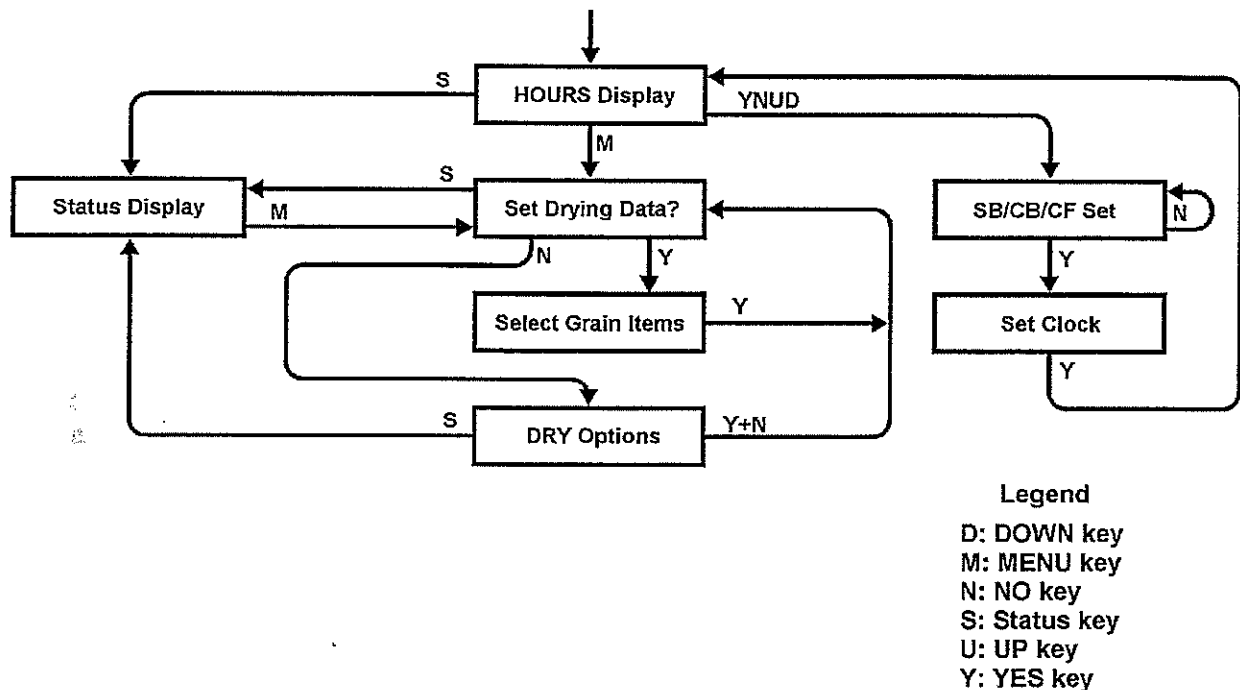 S
HOURS Display
YNUD
M
S
Status Display
M
Set Drying Data?
SB/CB/CF Set
N
N
Y
Y
Select Grain Items
Y
Set Clock
Y
S
DRY Options
Y+N
Legend
D: DOWN key
M: MENU key
N: NO key
S: Status key
U: UP key
Y: YES key